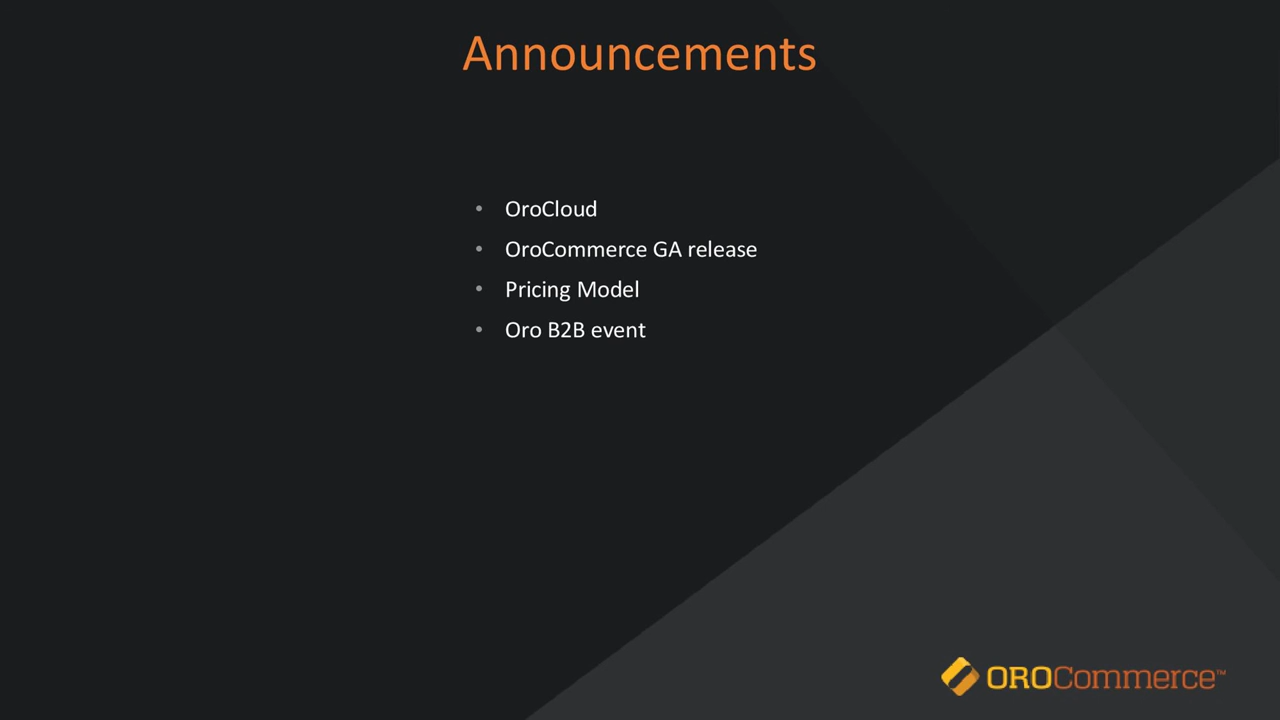 Announcements
• OroCloud
• OroCommerce GA release
• Pricing Model
• Oro B2B event
OROCommerce™